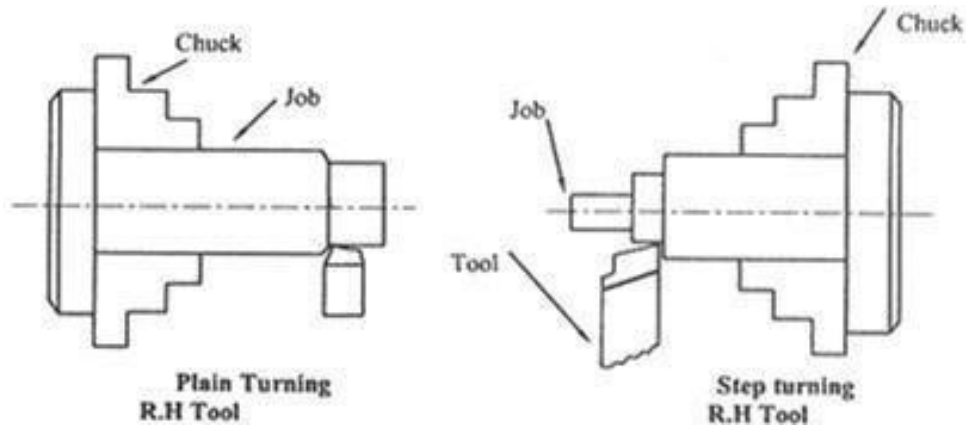 Chuck
Job
Plain Turning
R.H Tool
Chuck
Job
Tool
Step turning
R.H Tool